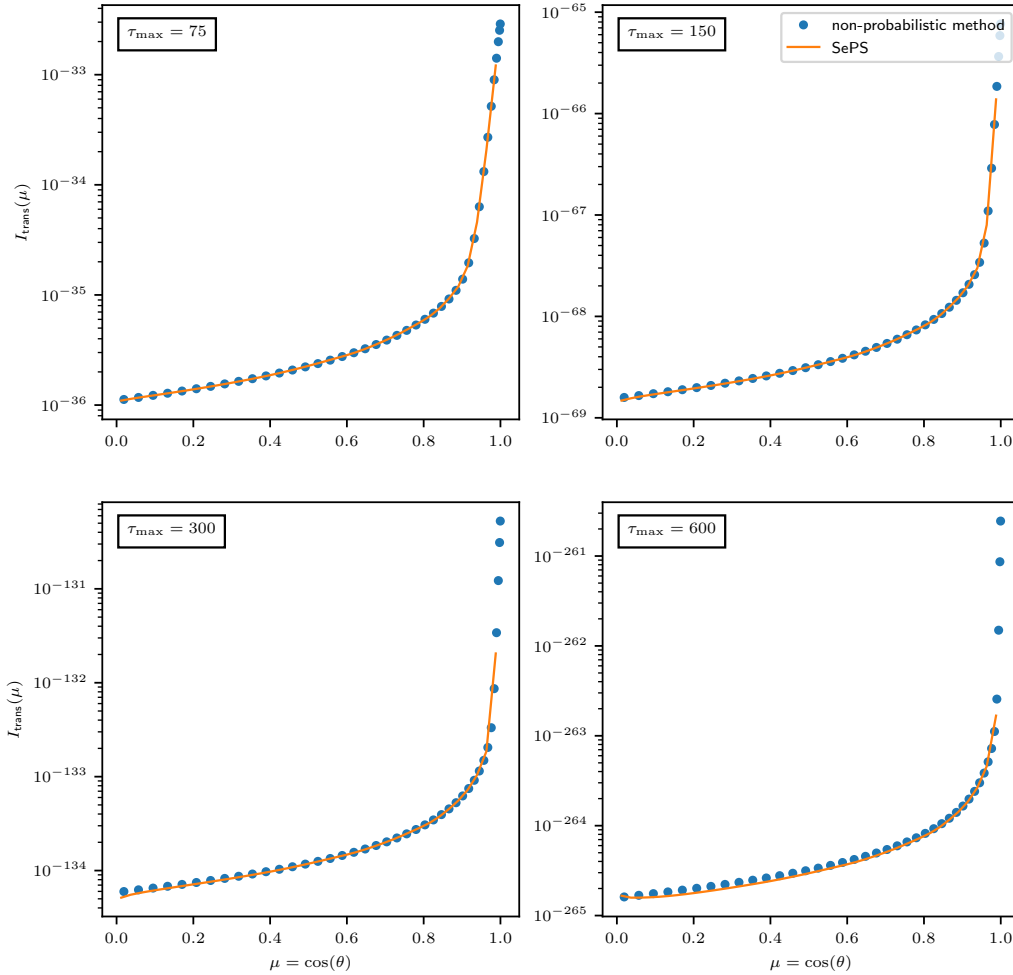 τmax = 75
τmax = 150
non-probabilistic method
SePS
10⁻³³
10⁻³⁴
10⁻³⁵
10⁻³⁶
Itrans(μ)
0.0 0.2 0.4 0.6 0.8 1.0
10⁻⁶⁵
10⁻⁶⁶
10⁻⁶⁷
10⁻⁶⁸
10⁻⁶⁹
0.0 0.2 0.4 0.6 0.8 1.0
τmax = 300
τmax = 600
10⁻¹³¹
10⁻¹³²
10⁻¹³³
10⁻¹³⁴
Itrans(μ)
0.0 0.2 0.4 0.6 0.8 1.0
μ = cos(θ)
10⁻²⁶¹
10⁻²⁶²
10⁻²⁶³
10⁻²⁶⁴
10⁻²⁶⁵
0.0 0.2 0.4 0.6 0.8 1.0
μ = cos(θ)